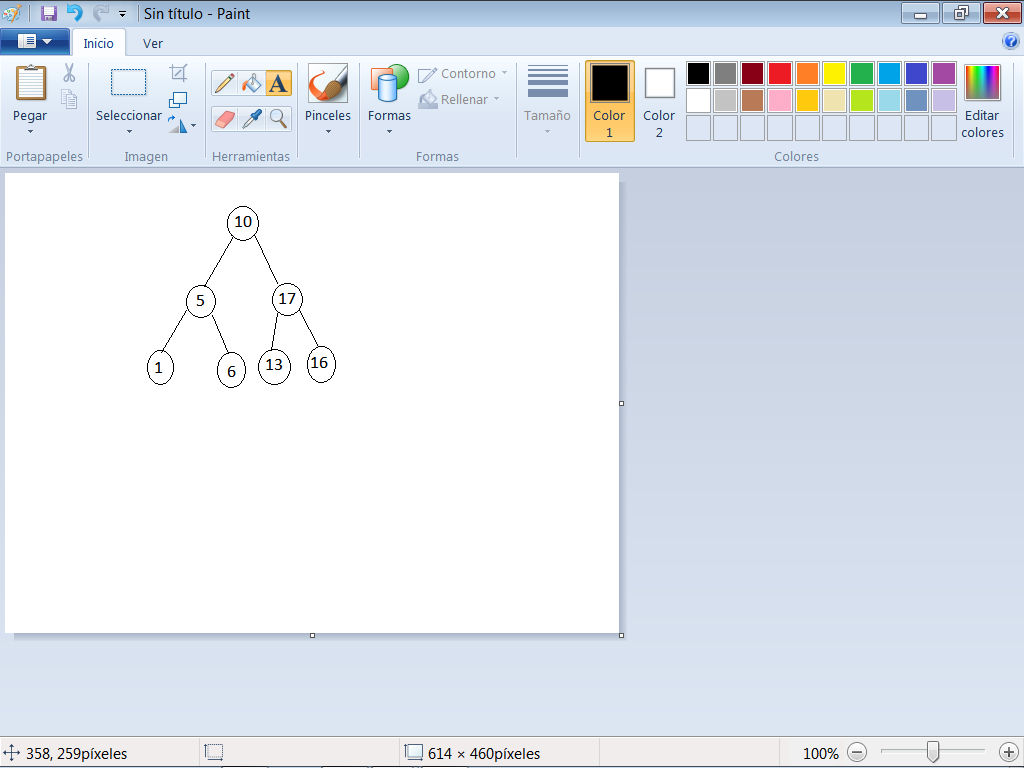 Sin título - Paint
Inicio Ver
Pegar
Portapapeles
Seleccionar
Imagen
A
Herramientas
Pinceles
Formas
Contorno
Rellenar
Formas
Tamaño
Color
1
Color
2
Editar
colores
Colores
10
5 17
1 6 13 16
358, 259píxeles
614 × 460píxeles
100%